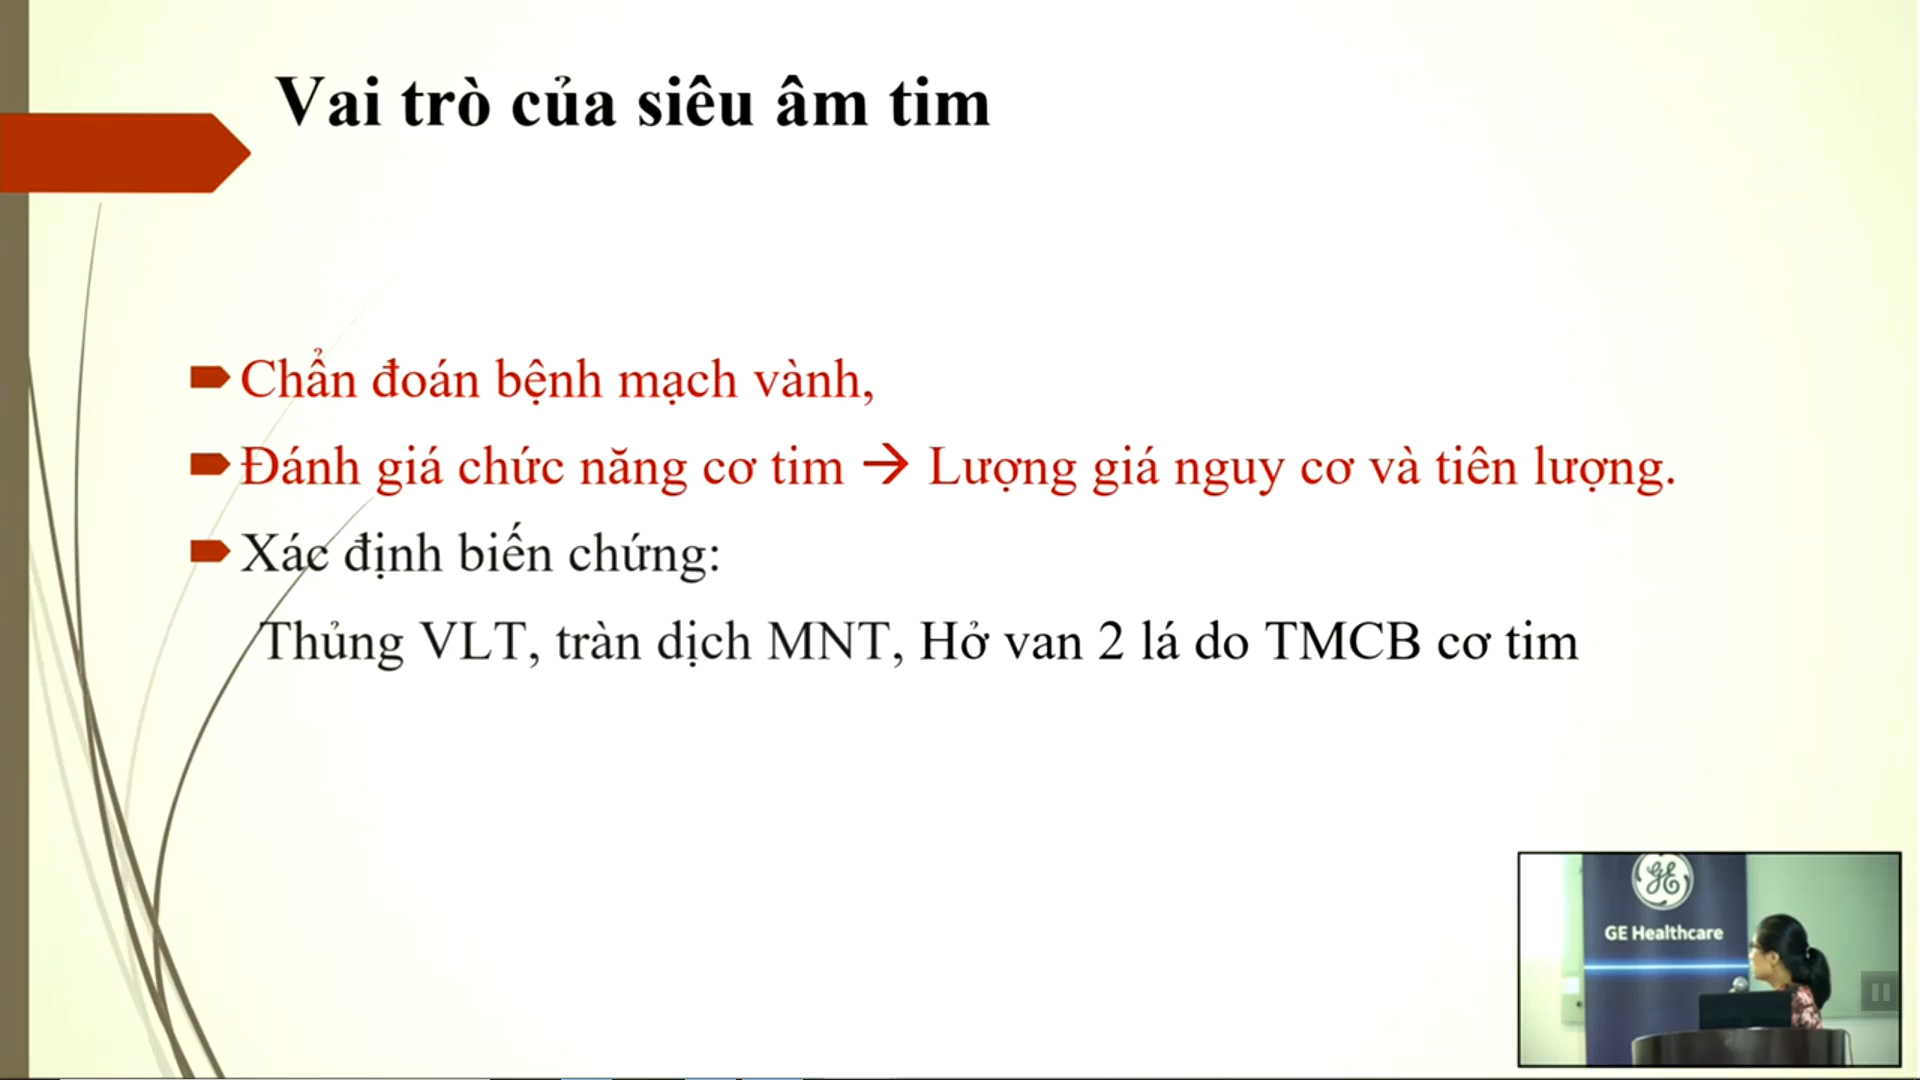 Vai trò của siêu âm tim
Chẩn đoán bệnh mạch vành,
Đánh giá chức năng cơ tim → Lượng giá nguy cơ và tiên lượng.
Xác định biến chứng:
Thủng VLT, tràn dịch MNT, Hở van 2 lá do TMCB cơ tim
GE
GE Healthcare